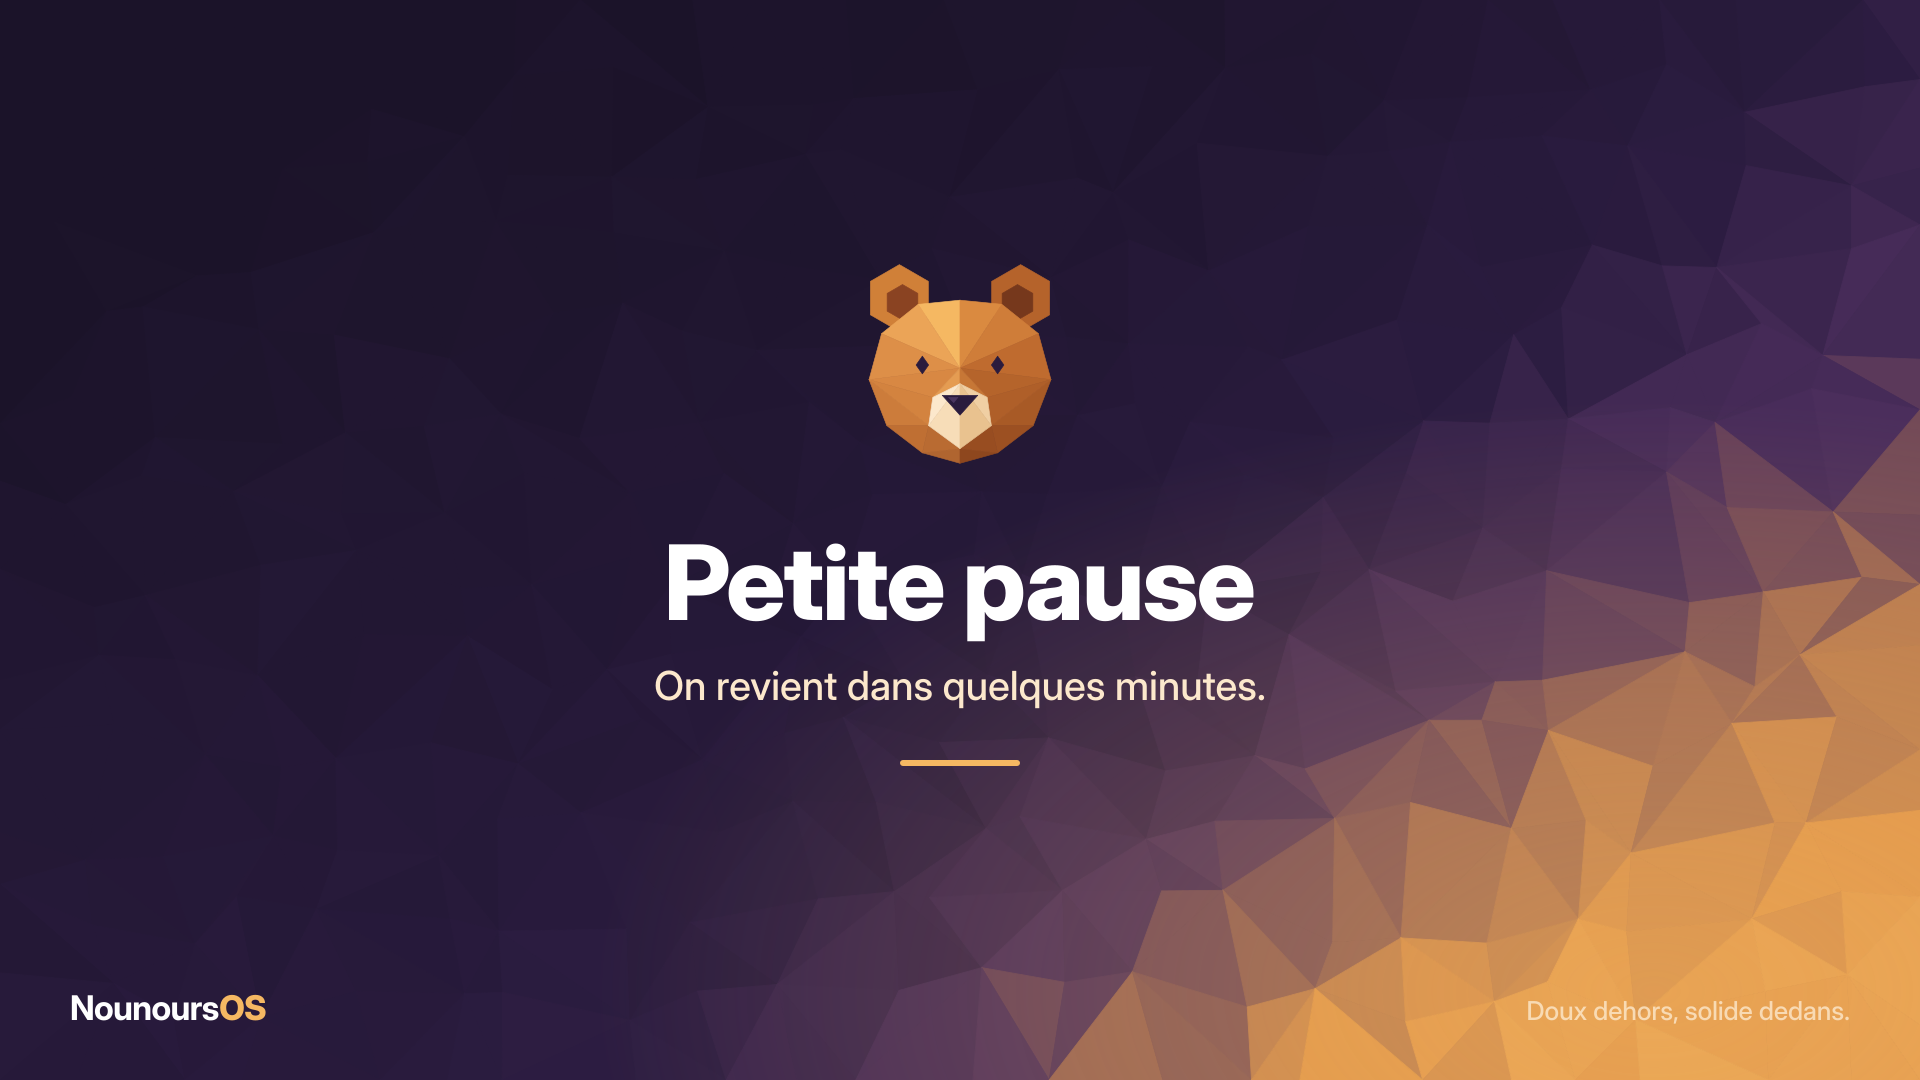 Petite pause
On revient dans quelques minutes.
NounoursOS
Doux dehors, solide dedans.